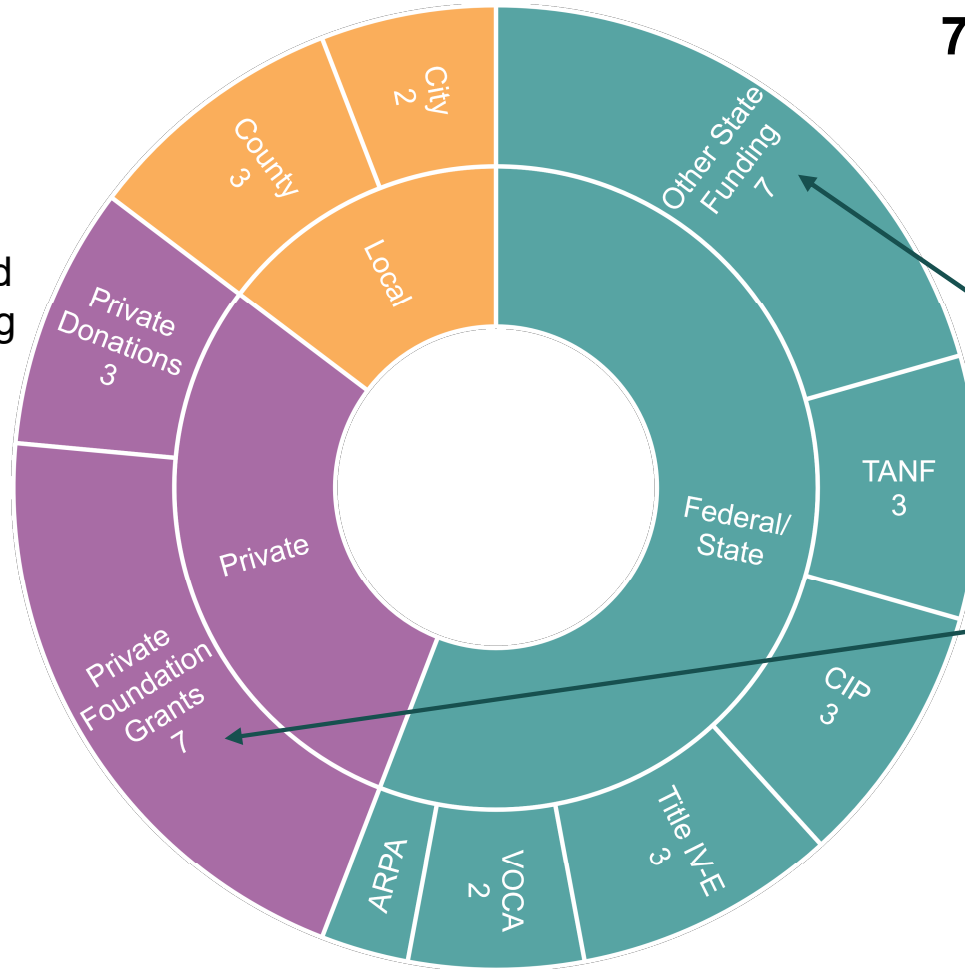 7
d
g
City
2
County
3
Local
Other State
Funding
7
Private
Donations
3
TANF
3
Federal/
State
Private
CIP
3
Private
Foundation
Grants
7
Title IV-E
3
VOCA
2
ARPA